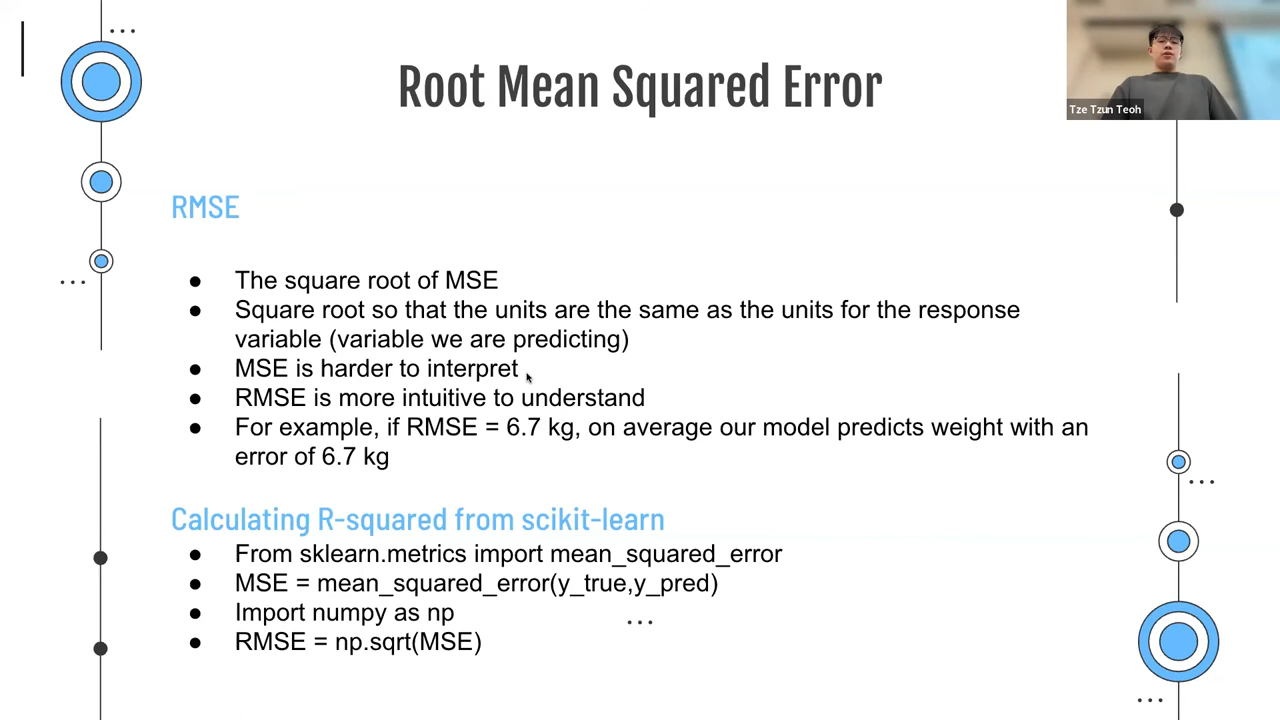 Root Mean Squared Error
Tze Tzun Teoh
RMSE
● The square root of MSE
● Square root so that the units are the same as the units for the response
variable (variable we are predicting)
● MSE is harder to interpret
● RMSE is more intuitive to understand
● For example, if RMSE = 6.7 kg, on average our model predicts weight with an
error of 6.7 kg
Calculating R-squared from scikit-learn
● From sklearn.metrics import mean_squared_error
● MSE = mean_squared_error(y_true,y_pred)
● Import numpy as np
● RMSE = np.sqrt(MSE)